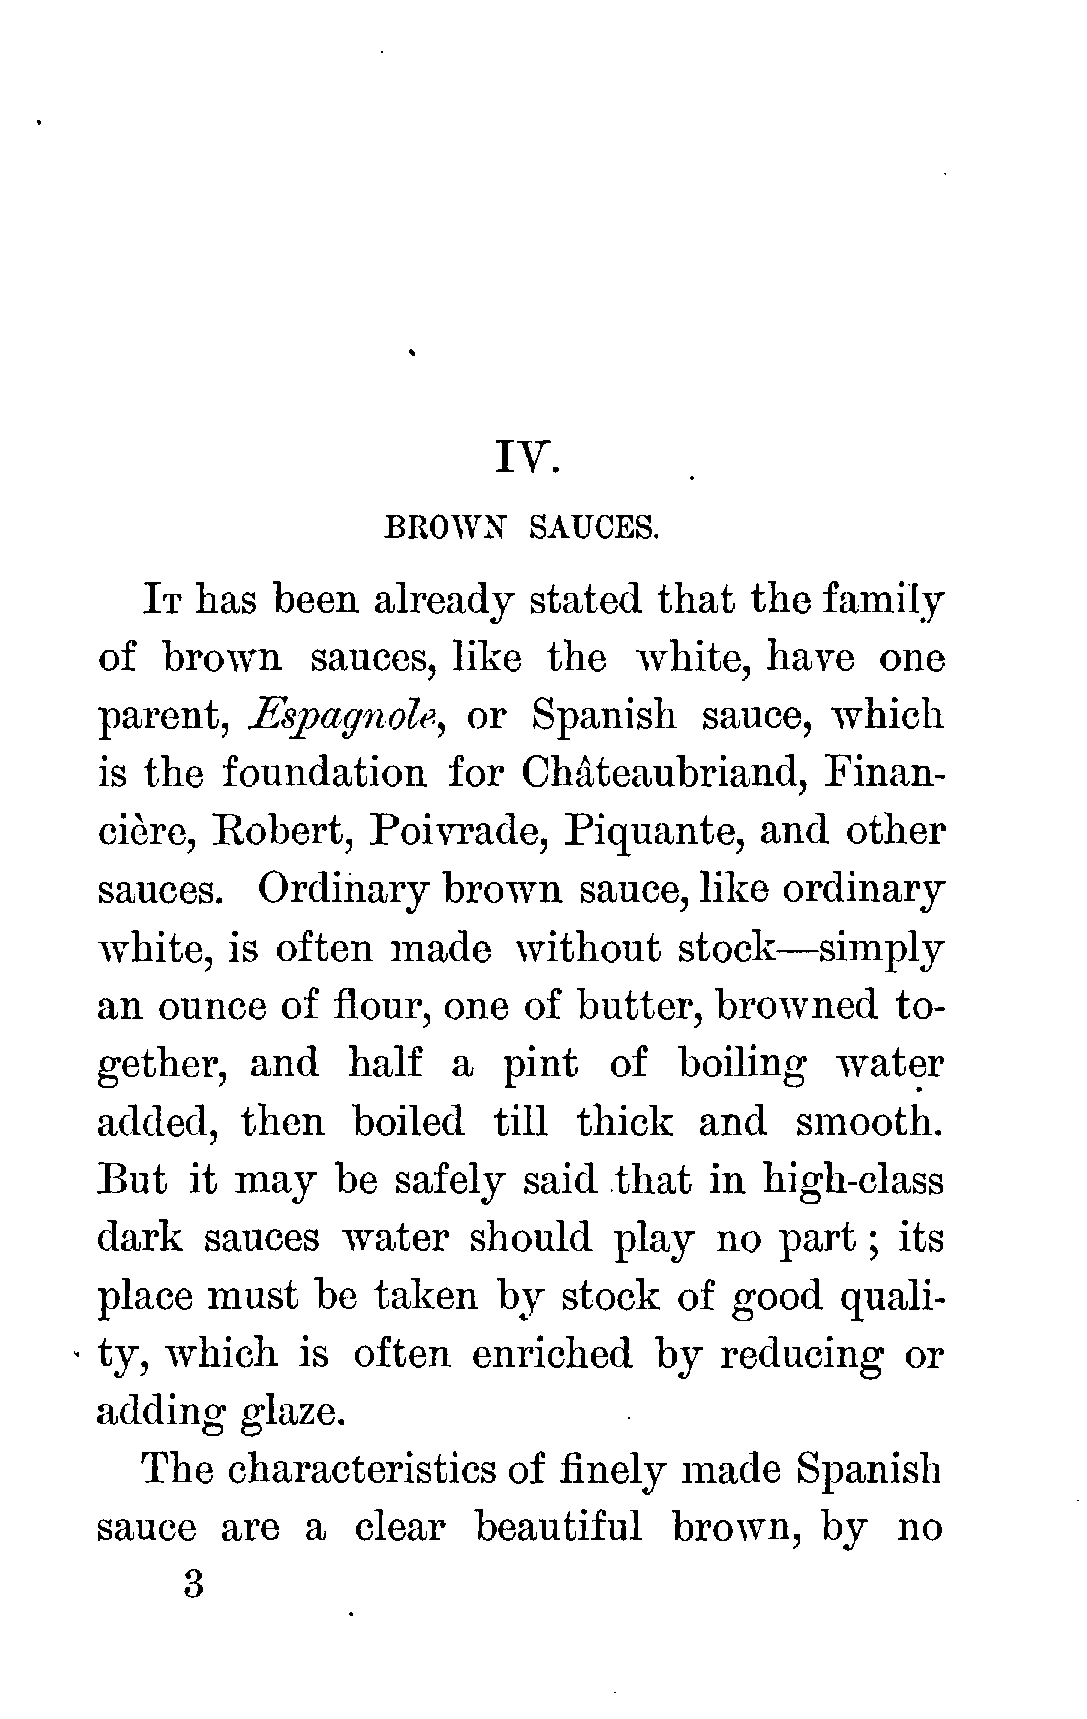 IV.
BROWN SAUCES.
IT has been already stated that the family
of brown sauces, like the white, have one
parent, Espagnole, or Spanish sauce, which
is the foundation for Châteaubriand, Finan-
cière, Robert, Poivrade, Piquante, and other
sauces. Ordinary brown sauce, like ordinary
white, is often made without stock—simply
an ounce of flour, one of butter, browned to-
gether, and half a pint of boiling water
added, then boiled till thick and smooth.
But it may be safely said that in high-class
dark sauces water should play no part ; its
place must be taken by stock of good quali-
ty, which is often enriched by reducing or
adding glaze.
The characteristics of finely made Spanish
sauce are a clear beautiful brown, by no
3